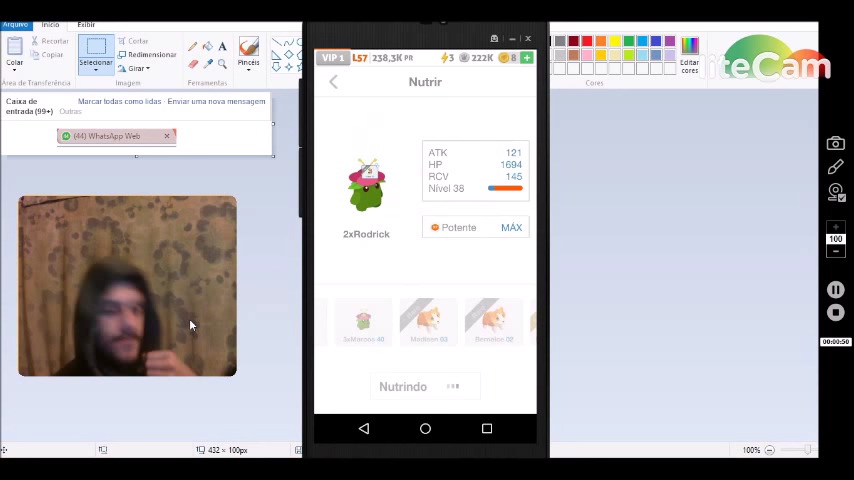 Arquivo
Início
Exibir
Colar
Recortar
Copiar
Área de Transferência
Selecionar
Cortar
Redimensionar
Girar
Imagem
Ferramentas
Pincéis
Cores
Editar
cores
iteCam
Caixa de
entrada (99+)
Marcar todas como lidas - Enviar uma nova mensagem
Outras
(44) WhatsApp Web
VIP 1 L57 238,3K PR 3 222K 8
Nutrir
ATK 121
HP 1694
RCV 145
Nível 38
Potente MÁX
2xRodrick
Nutrindo
432 × 100px
100%
100
00:00:50